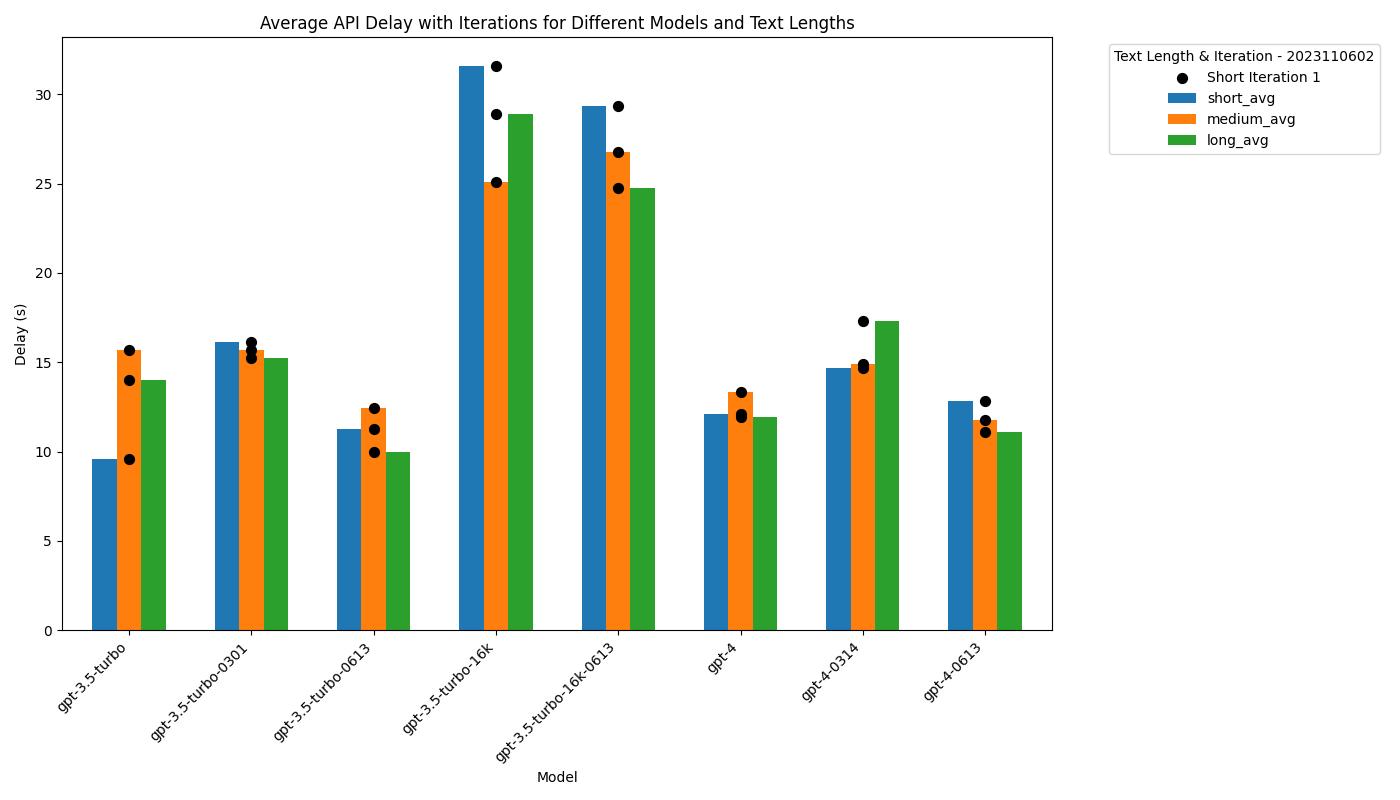 Average API Delay with Iterations for Different Models and Text Lengths
Text Length & Iteration - 2023110602
Short Iteration 1
short_avg
medium_avg
long_avg
Delay (s)
30
25
20
15
10
5
0
gpt-3.5-turbo
gpt-3.5-turbo-0301
gpt-3.5-turbo-0613
gpt-3.5-turbo-16k
gpt-3.5-turbo-16k-0613
gpt-4
gpt-4-0314
gpt-4-0613
Model